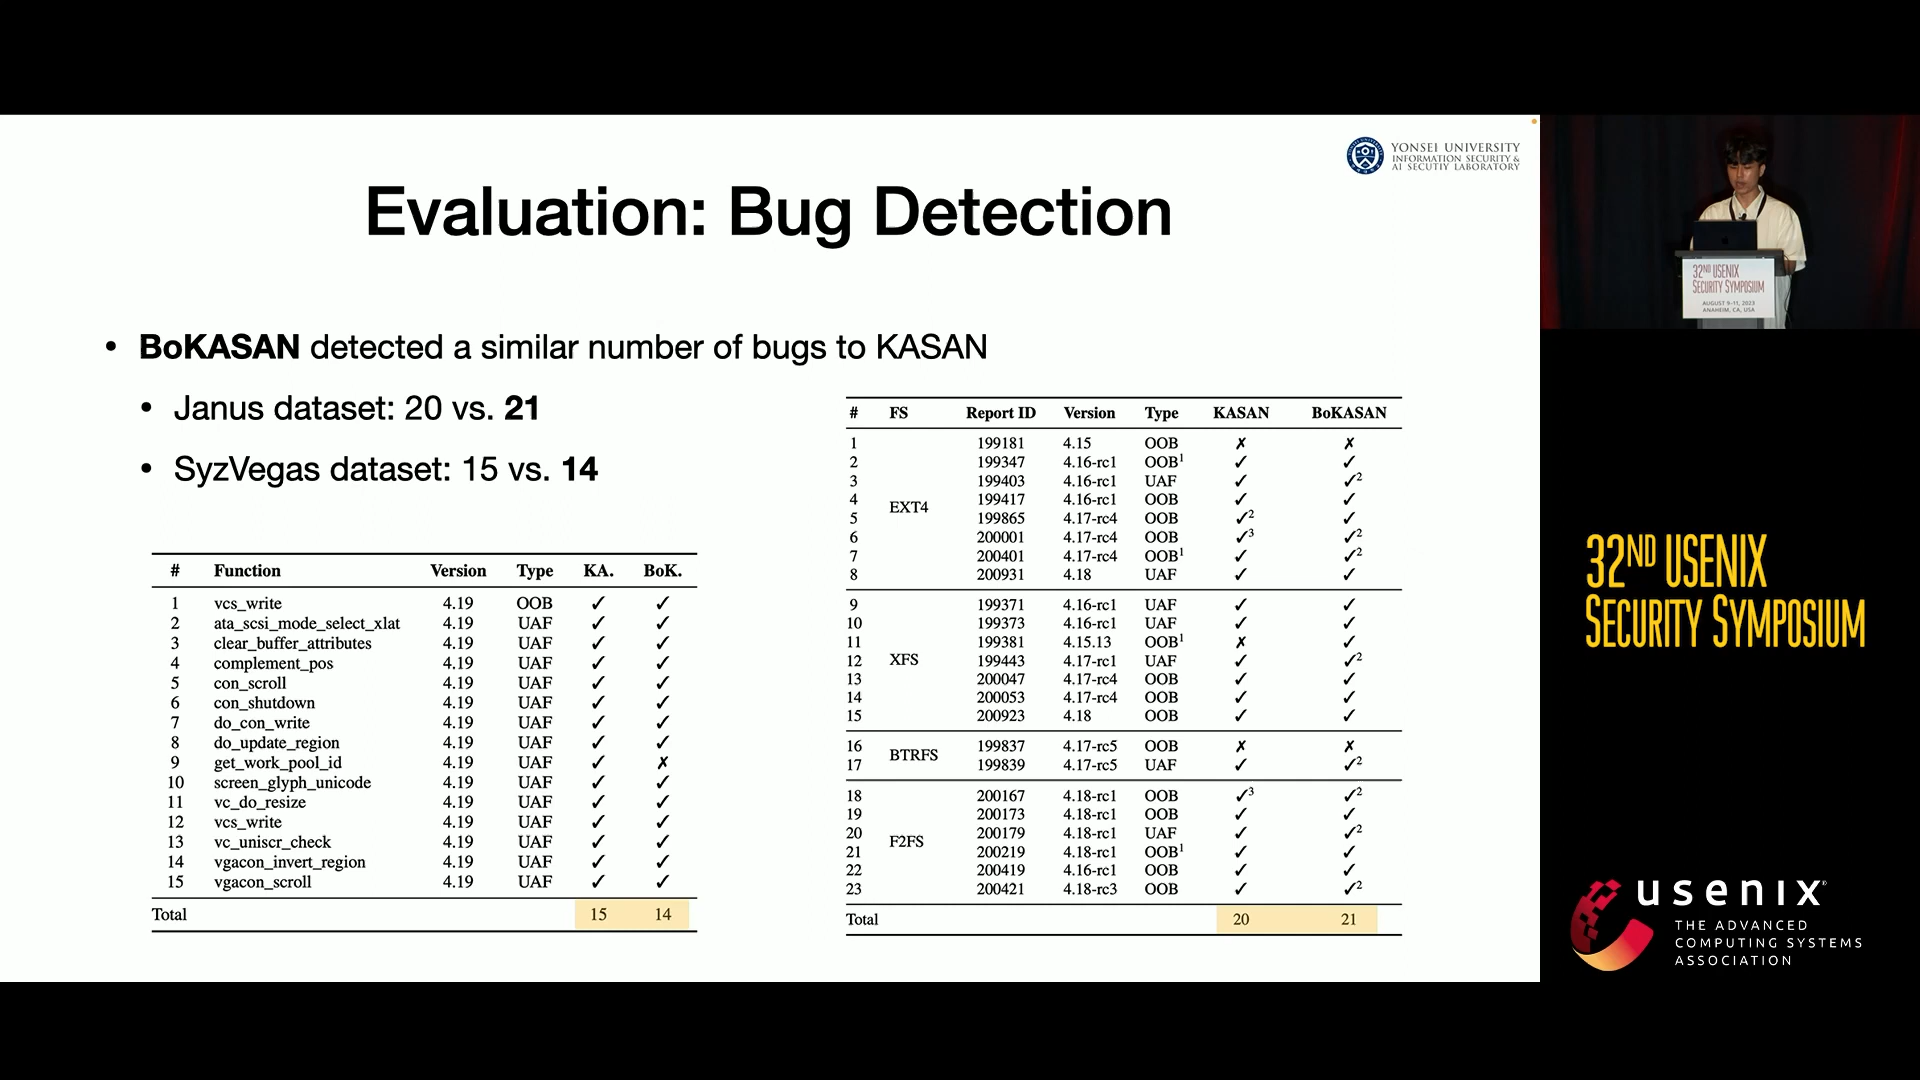 YONSEI UNIVERSITY
INFORMATION SECURITY &
AI SECUTIY LABORATORY
Evaluation: Bug Detection
• BoKASAN detected a similar number of bugs to KASAN
• Janus dataset: 20 vs. 21
• SyzVegas dataset: 15 vs. 14
# Function Version Type KA. BoK.
1 vcs_write 4.19 OOB ✓ ✓
2 ata_scsi_mode_select_xlat 4.19 UAF ✓ ✓
3 clear_buffer_attributes 4.19 UAF ✓ ✓
4 complement_pos 4.19 UAF ✓ ✓
5 con_scroll 4.19 UAF ✓ ✓
6 con_shutdown 4.19 UAF ✓ ✓
7 do_con_write 4.19 UAF ✓ ✓
8 do_update_region 4.19 UAF ✓ ✓
9 get_work_pool_id 4.19 UAF ✓ ✗
10 screen_glyph_unicode 4.19 UAF ✓ ✓
11 vc_do_resize 4.19 UAF ✓ ✓
12 vcs_write 4.19 UAF ✓ ✓
13 vc_uniscr_check 4.19 UAF ✓ ✓
14 vgacon_invert_region 4.19 UAF ✓ ✓
15 vgacon_scroll 4.19 UAF ✓ ✓
Total 15 14
# FS Report ID Version Type KASAN BoKASAN
1 199181 4.15 OOB ✗ ✗
2 199347 4.16-rc1 OOB¹ ✓ ✓
3 199403 4.16-rc1 UAF ✓ ✓²
4 199417 4.16-rc1 OOB ✓ ✓
EXT4
5 199865 4.17-rc4 OOB ✓² ✓
6 200001 4.17-rc4 OOB ✓³ ✓²
7 200401 4.17-rc4 OOB¹ ✓ ✓²
8 200931 4.18 UAF ✓ ✓
9 199371 4.16-rc1 UAF ✓ ✓
10 199373 4.16-rc1 UAF ✓ ✓
11 199381 4.15.13 OOB¹ ✗ ✓
12 XFS 199443 4.17-rc1 UAF ✓ ✓²
13 200047 4.17-rc4 OOB ✓ ✓
14 200053 4.17-rc4 OOB ✓ ✓
15 200923 4.18 OOB ✓ ✓
16 199837 4.17-rc5 OOB ✗ ✗
BTRFS
17 199839 4.17-rc5 UAF ✓ ✓²
18 200167 4.18-rc1 OOB ✓³ ✓²
19 200173 4.18-rc1 OOB ✓ ✓
20 200179 4.18-rc1 UAF ✓ ✓²
F2FS
21 200219 4.18-rc1 OOB¹ ✓ ✓
22 200419 4.16-rc1 OOB ✓ ✓
23 200421 4.18-rc3 OOB ✓ ✓²
Total 20 21
32ND USENIX
SECURITY SYMPOSIUM
AUGUST 9–11, 2023
ANAHEIM, CA, USA
32ND USENIX
SECURITY SYMPOSIUM
usenix®
THE ADVANCED
COMPUTING SYSTEMS
ASSOCIATION